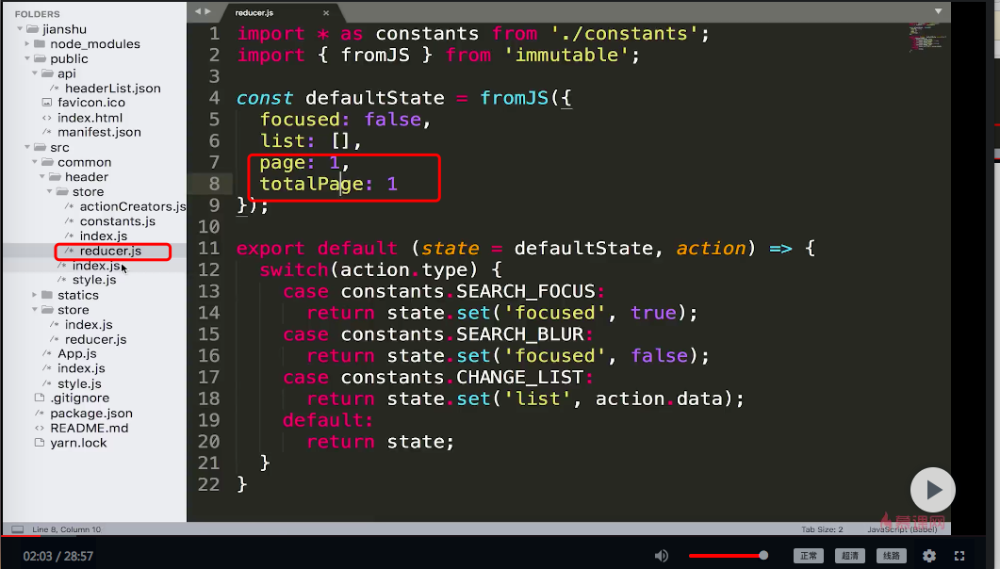 FOLDERS
jianshu
node_modules
public
api
/* headerList.json
favicon.ico
<> index.html
/* manifest.json
src
common
header
store
/* actionCreators.js
/* constants.js
/* index.js
/* reducer.js
/* index.js
/* style.js
statics
store
/* index.js
/* reducer.js
/* App.js
/* index.js
/* style.js
.gitignore
/* package.json
<> README.md
yarn.lock
reducer.js ×
1 import * as constants from './constants';
2 import { fromJS } from 'immutable';
3
4 const defaultState = fromJS({
5 focused: false,
6 list: [],
7 page: 1,
8 totalPage: 1
9 });
10
11 export default (state = defaultState, action) => {
12 switch(action.type) {
13 case constants.SEARCH_FOCUS:
14 return state.set('focused', true);
15 case constants.SEARCH_BLUR:
16 return state.set('focused', false);
17 case constants.CHANGE_LIST:
18 return state.set('list', action.data);
19 default:
20 return state;
21 }
22 }
慕课网
Line 8, Column 10
Tab Size: 2
JavaScript (Babel)
02:03 / 28:57
正常
超清
线路